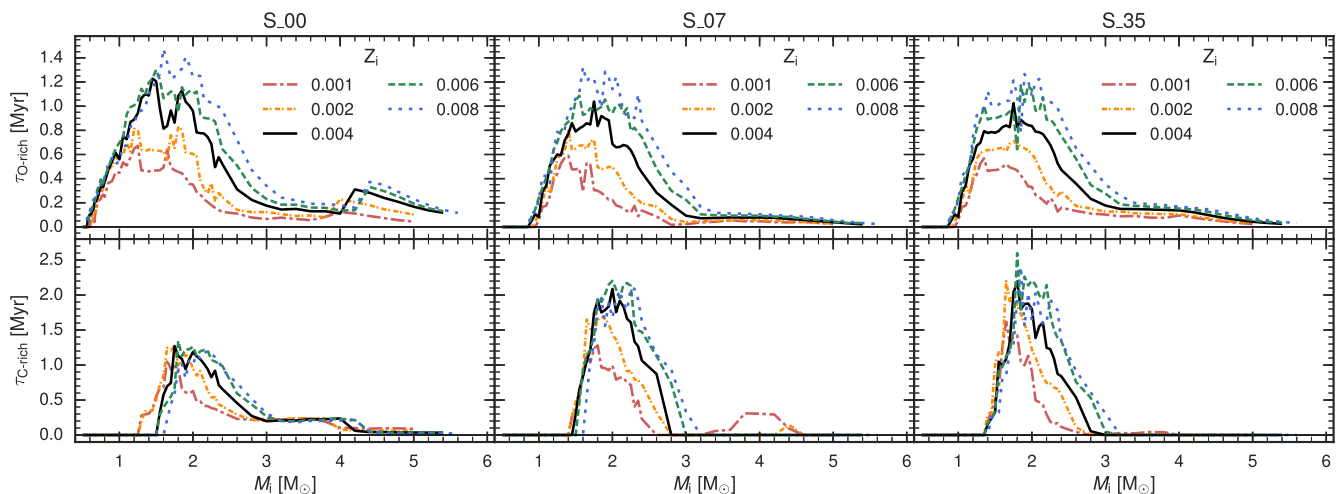 S_00 S_07 S_35
Z_i Z_i Z_i
0.001 0.006 0.001 0.006 0.001 0.006
0.002 0.008 0.002 0.008 0.002 0.008
0.004 0.004 0.004
τ_O-rich [Myr]
1.4
1.2
1.0
0.8
0.6
0.4
0.2
0.0
τ_C-rich [Myr]
2.5
2.0
1.5
1.0
0.5
0.0
1 2 3 4 5 6 1 2 3 4 5 6 1 2 3 4 5 6
M_i [M_⊙] M_i [M_⊙] M_i [M_⊙]